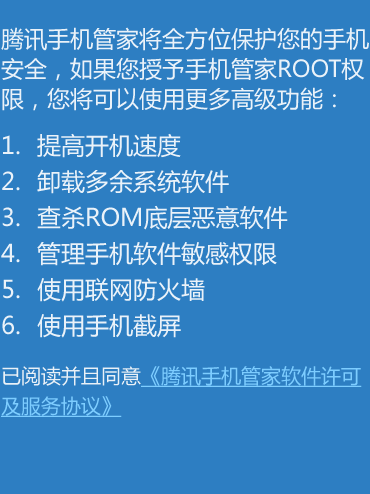 腾讯手机管家将全方位保护您的手机
安全，如果您授予手机管家ROOT权
限，您将可以使用更多高级功能：
1. 提高开机速度
2. 卸载多余系统软件
3. 查杀ROM底层恶意软件
4. 管理手机软件敏感权限
5. 使用联网防火墙
6. 使用手机截屏
已阅读并且同意《腾讯手机管家软件许可
及服务协议》